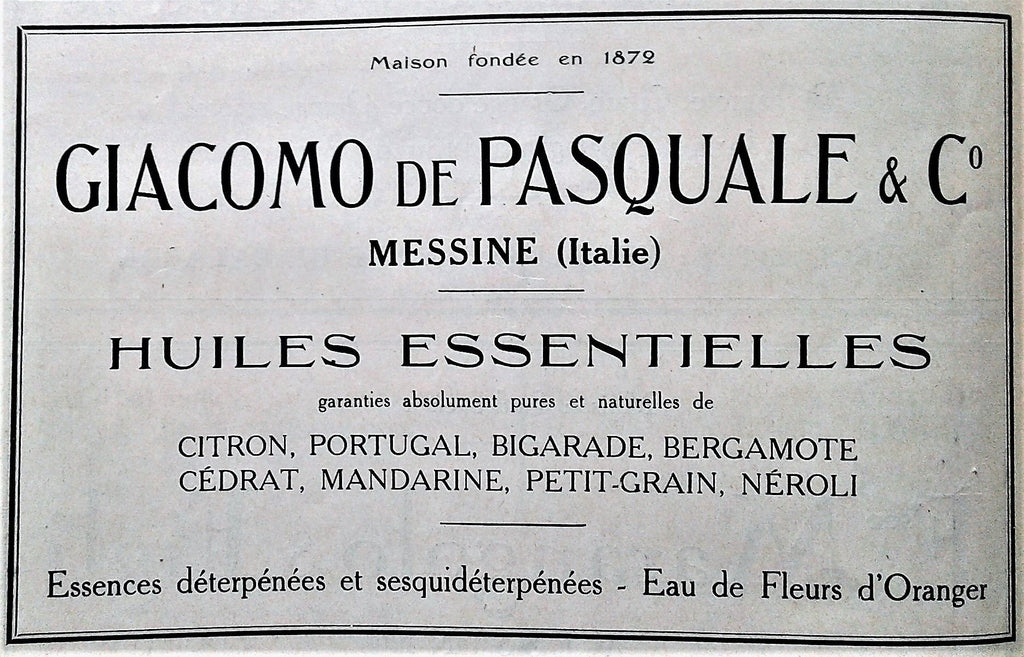 Maison fondée en 1872
GIACOMO DE PASQUALE & Cº
MESSINE (Italie)
HUILES ESSENTIELLES
garanties absolument pures et naturelles de
CITRON, PORTUGAL, BIGARADE, BERGAMOTE
CÉDRAT, MANDARINE, PETIT-GRAIN, NÉROLI
Essences déterpénées et sesquidéterpénées - Eau de Fleurs d'Oranger